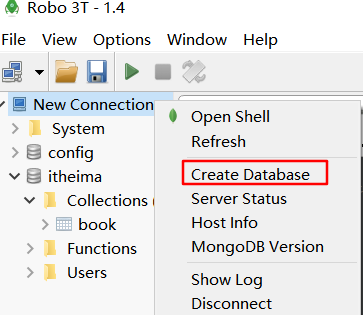 Robo 3T - 1.4
File View Options Window Help
New Connection
System
config
itheima
Collections (
book
Functions
Users
Open Shell
Refresh
Create Database
Server Status
Host Info
MongoDB Version
Show Log
Disconnect